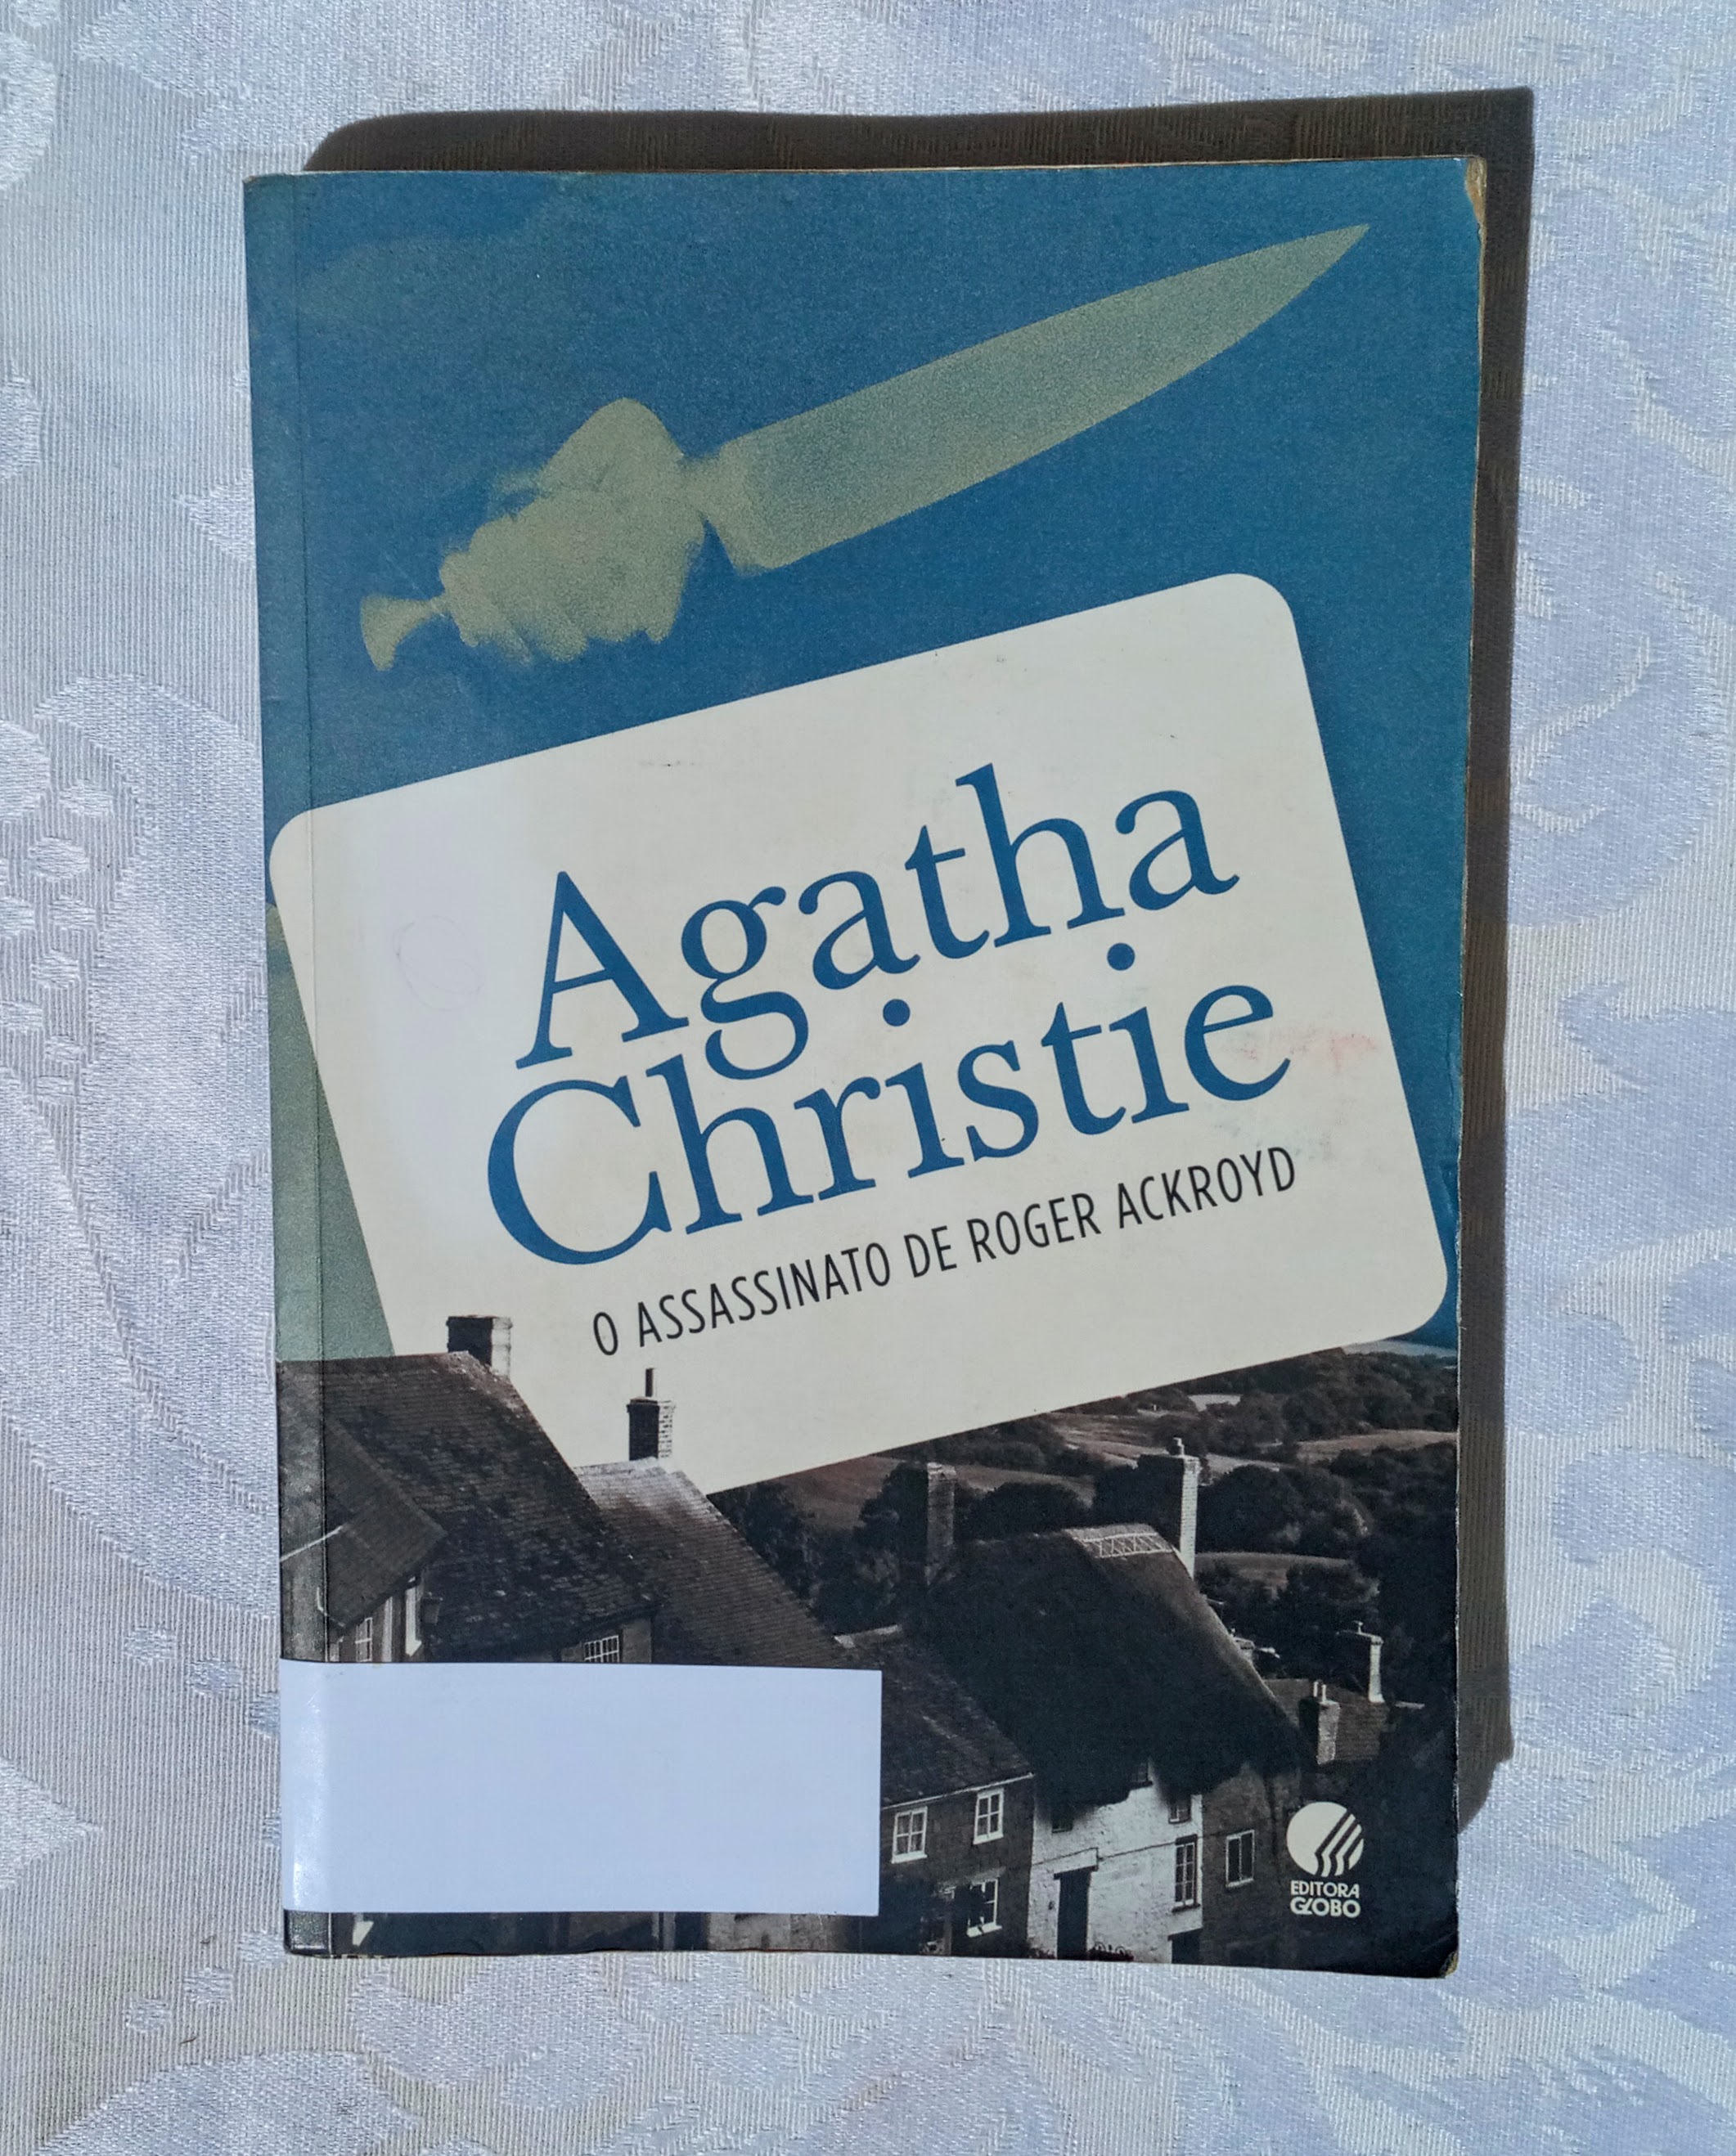 Agatha
Christie
O ASSASSINATO DE ROGER ACKROYD
EDITORA
GLOBO